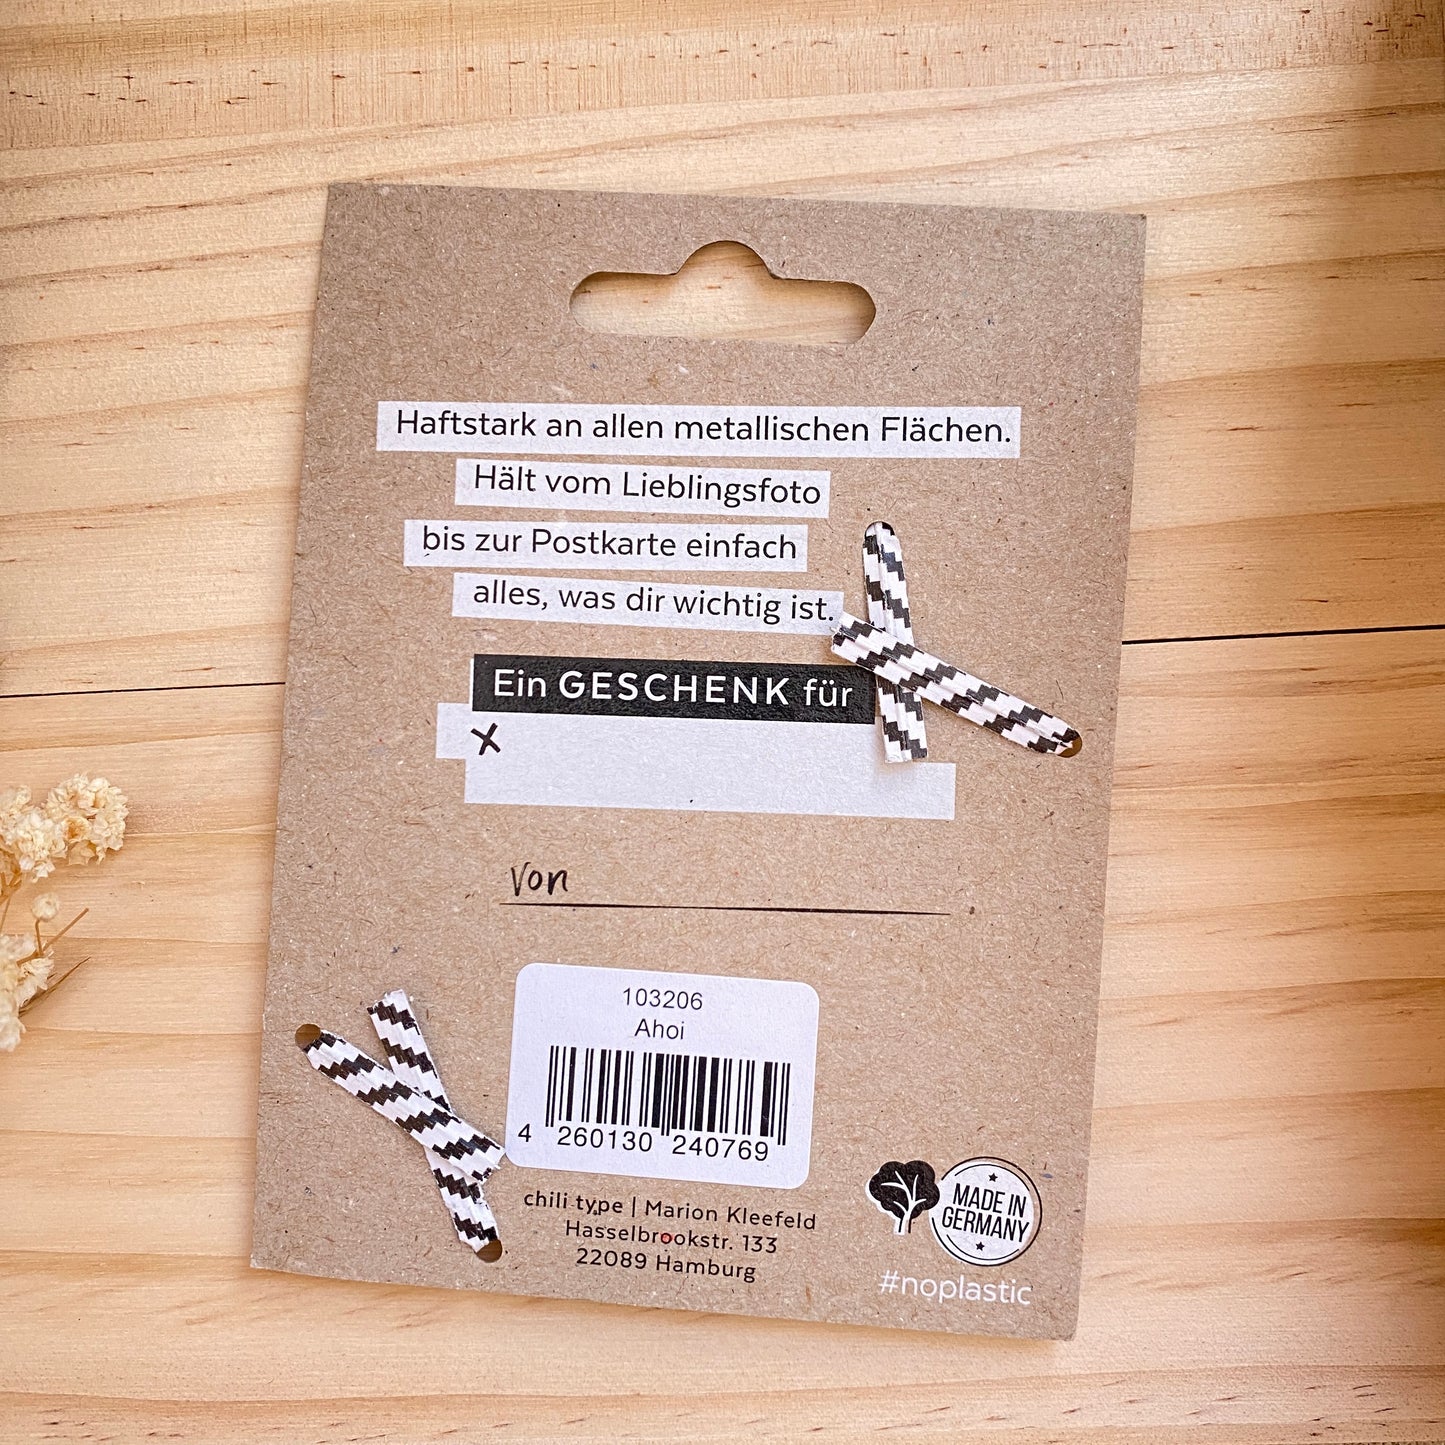 Haftstark an allen metallischen Flächen.
Hält vom Lieblingsfoto
bis zur Postkarte einfach
alles, was dir wichtig ist.
Ein GESCHENK für
x
von
103206
Ahoi
4 260130 240769
chili type | Marion Kleefeld
Hasselbrookstr. 133
22089 Hamburg
MADE IN
GERMANY
#noplastic